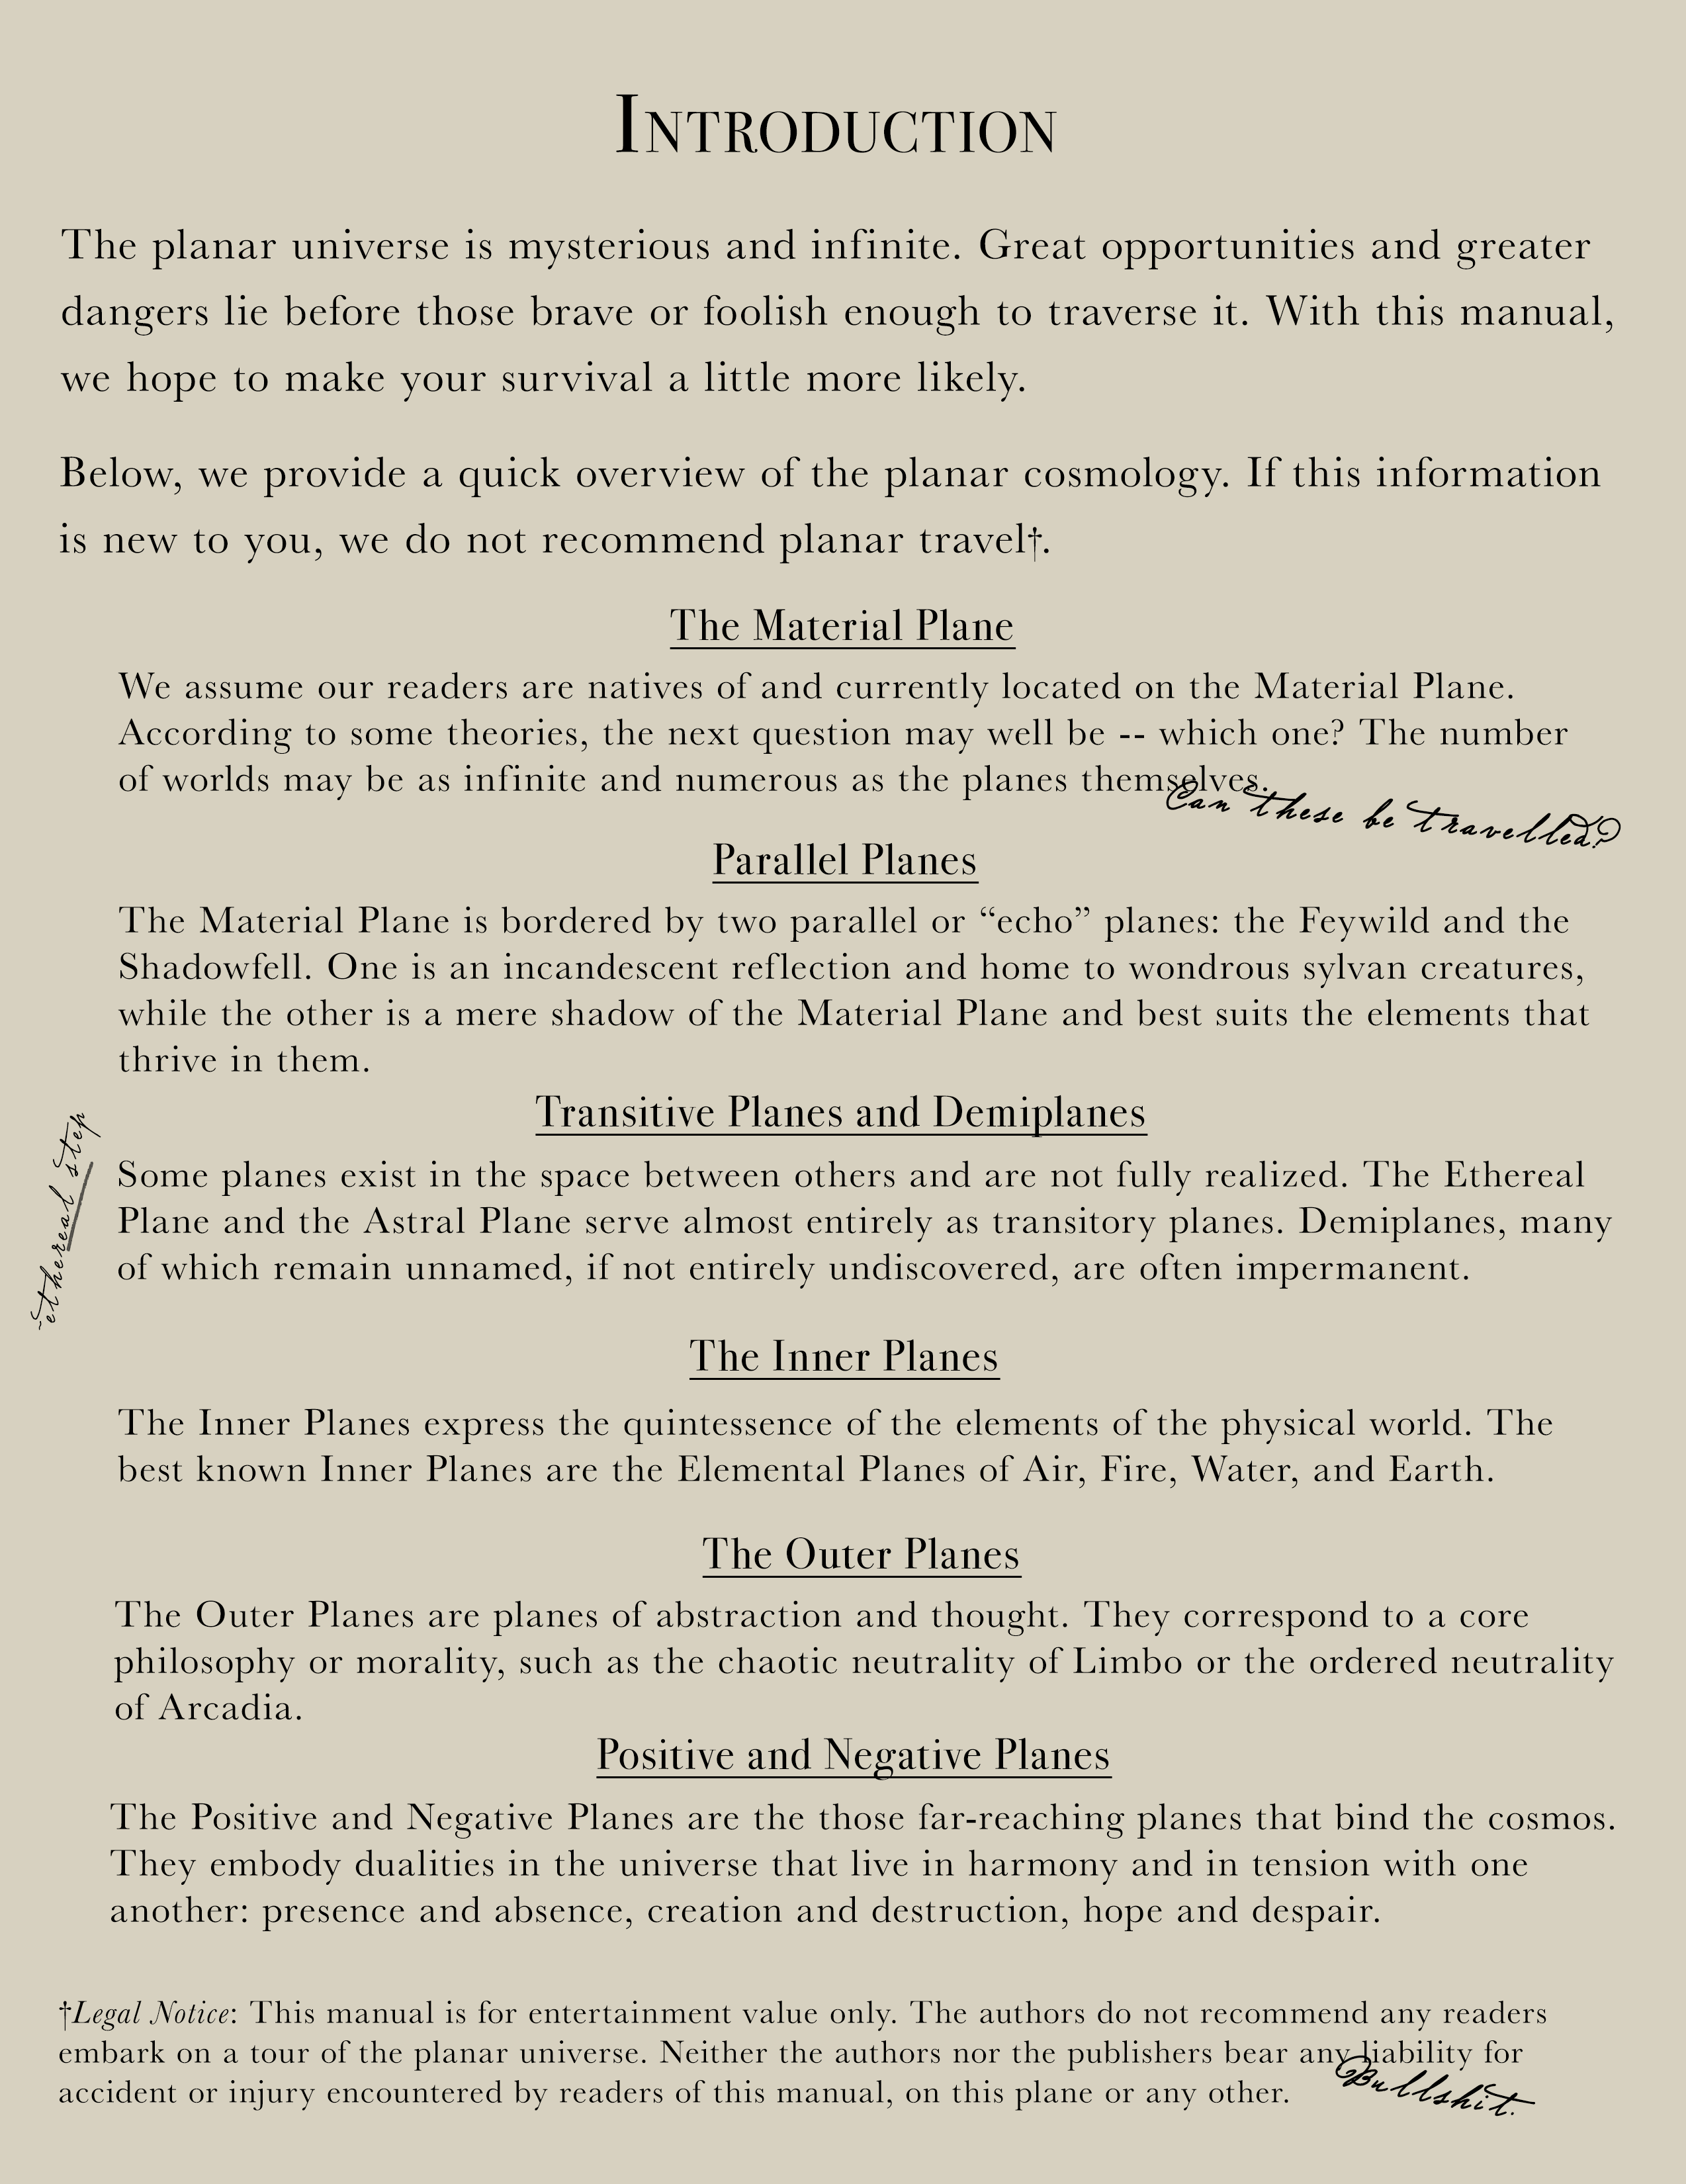 Introduction
The planar universe is mysterious and infinite. Great opportunities and greater
dangers lie before those brave or foolish enough to traverse it. With this manual,
we hope to make your survival a little more likely.
Below, we provide a quick overview of the planar cosmology. If this information
is new to you, we do not recommend planar travel†.
The Material Plane
We assume our readers are natives of and currently located on the Material Plane.
According to some theories, the next question may well be -- which one? The number
of worlds may be as infinite and numerous as the planes themselves.
Can these be travelled?
Parallel Planes
The Material Plane is bordered by two parallel or “echo” planes: the Feywild and the
Shadowfell. One is an incandescent reflection and home to wondrous sylvan creatures,
while the other is a mere shadow of the Material Plane and best suits the elements that
thrive in them.
Transitive Planes and Demiplanes
~ethereal step
Some planes exist in the space between others and are not fully realized. The Ethereal
Plane and the Astral Plane serve almost entirely as transitory planes. Demiplanes, many
of which remain unnamed, if not entirely undiscovered, are often impermanent.
The Inner Planes
The Inner Planes express the quintessence of the elements of the physical world. The
best known Inner Planes are the Elemental Planes of Air, Fire, Water, and Earth.
The Outer Planes
The Outer Planes are planes of abstraction and thought. They correspond to a core
philosophy or morality, such as the chaotic neutrality of Limbo or the ordered neutrality
of Arcadia.
Positive and Negative Planes
The Positive and Negative Planes are the those far-reaching planes that bind the cosmos.
They embody dualities in the universe that live in harmony and in tension with one
another: presence and absence, creation and destruction, hope and despair.
†Legal Notice: This manual is for entertainment value only. The authors do not recommend any readers
embark on a tour of the planar universe. Neither the authors nor the publishers bear any liability for
accident or injury encountered by readers of this manual, on this plane or any other.
Bullshit.